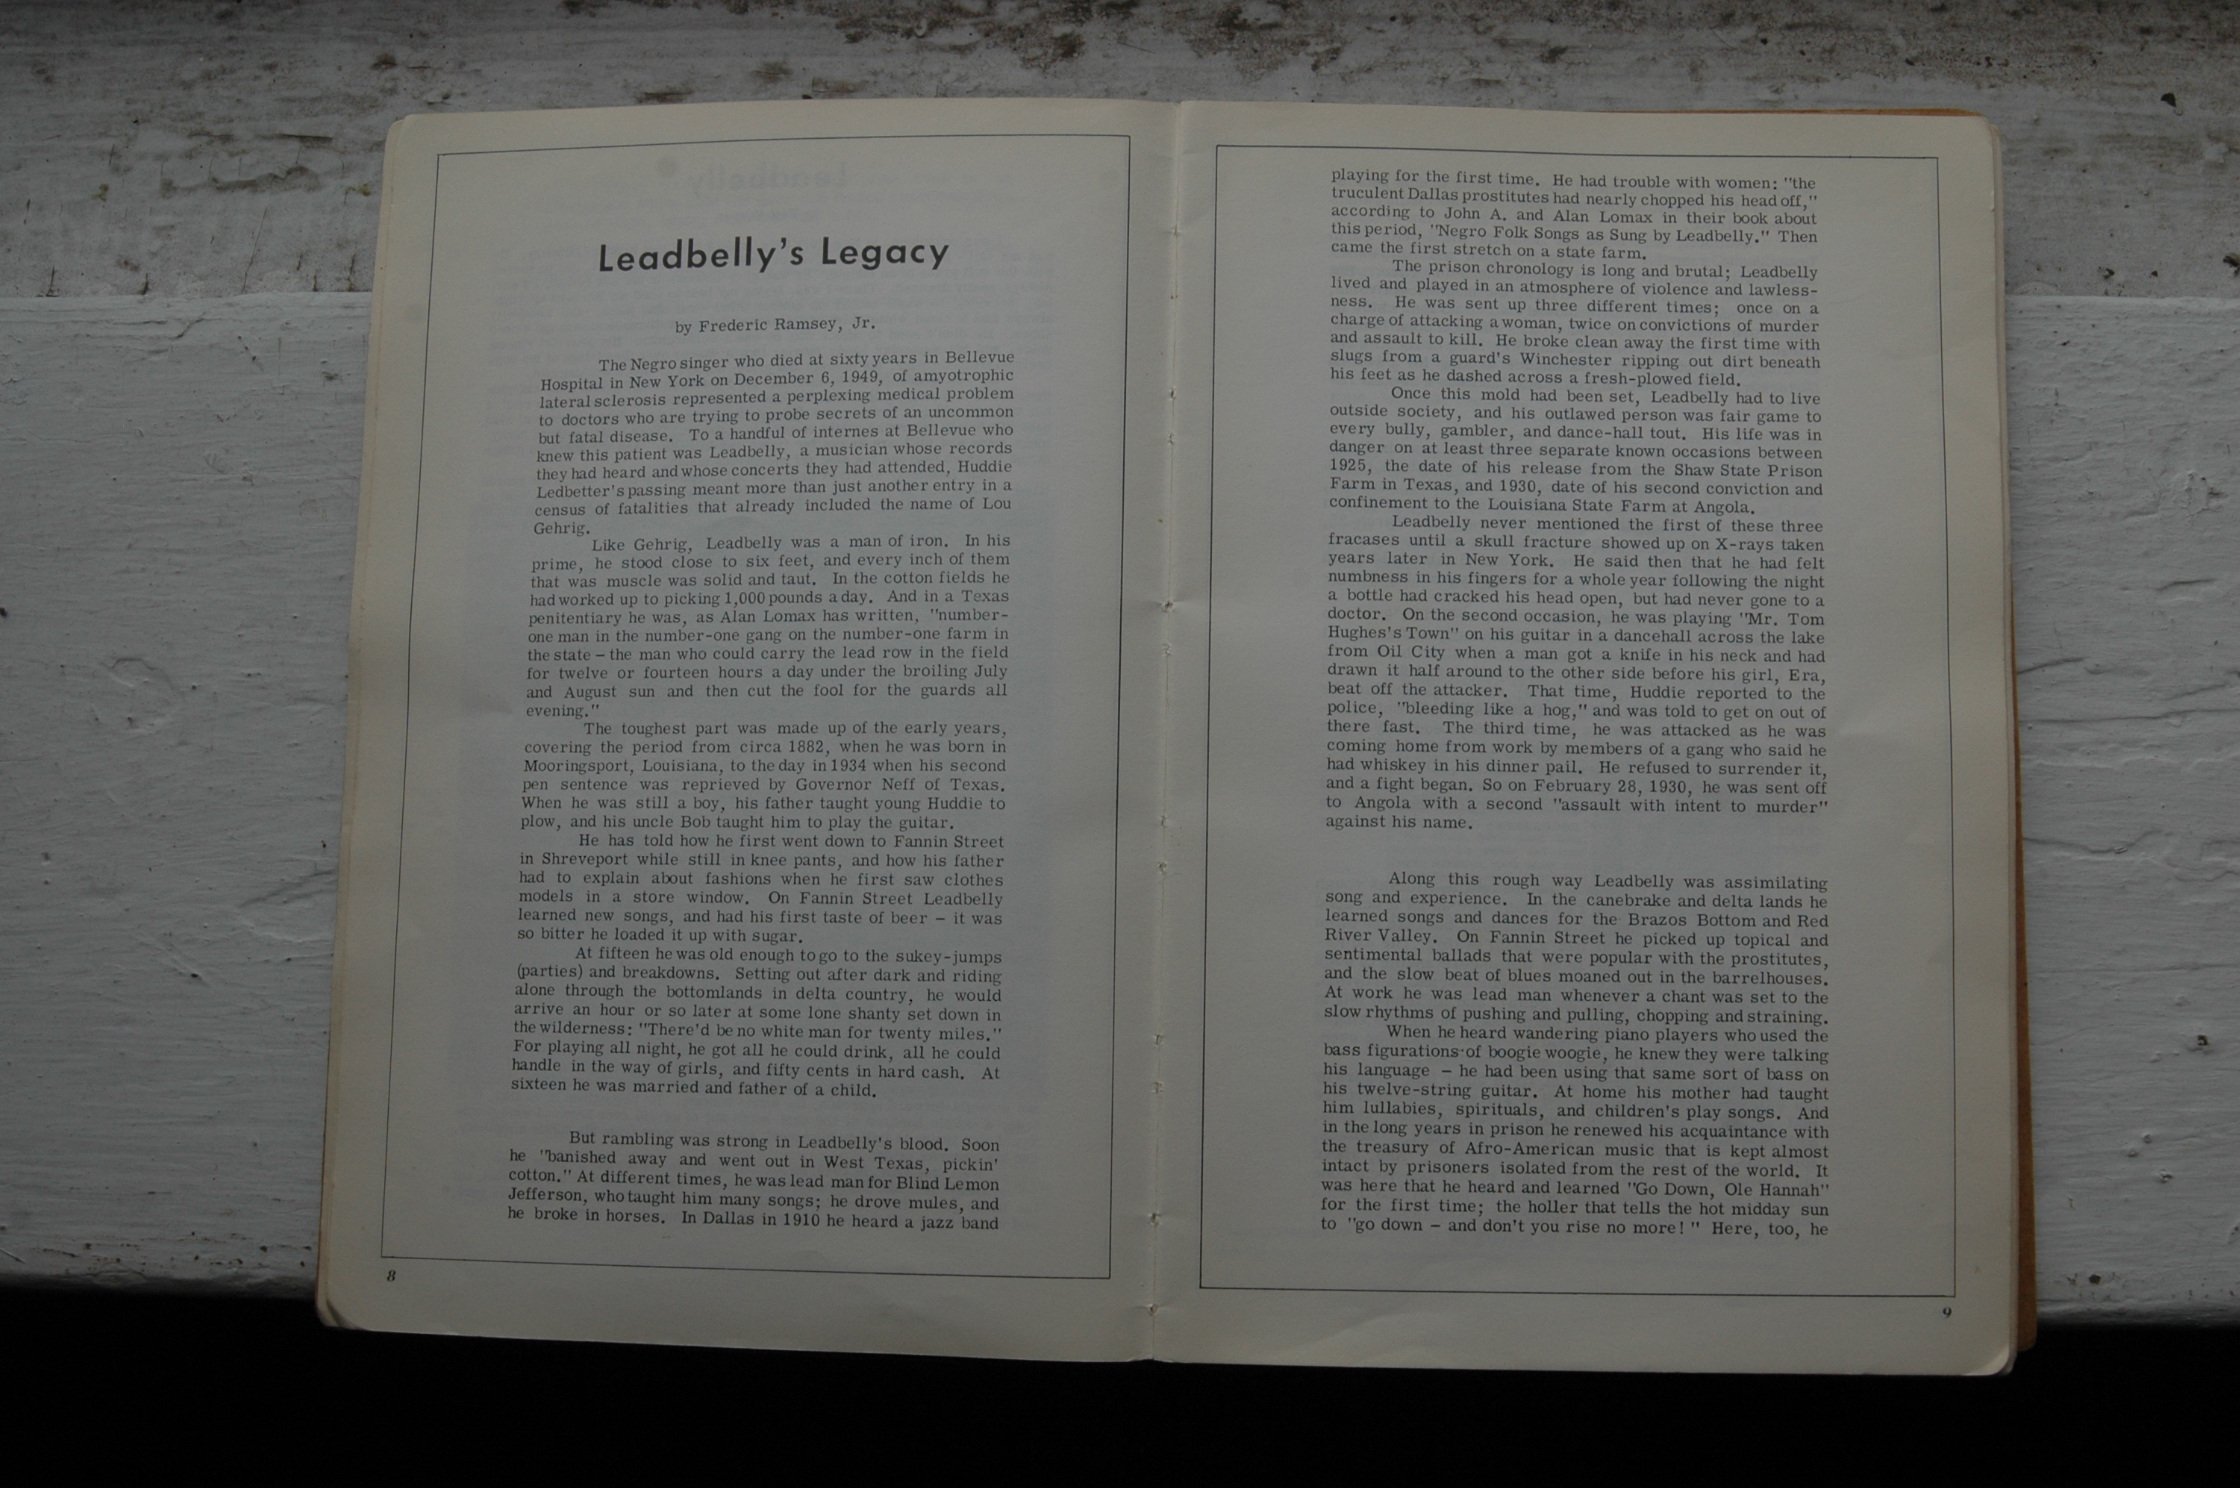 Leadbelly's Legacy
by Frederic Ramsey, Jr.
The Negro singer who died at sixty years in Bellevue
Hospital in New York on December 6, 1949, of amyotrophic
lateral sclerosis represented a perplexing medical problem
to doctors who are trying to probe secrets of an uncommon
but fatal disease. To a handful of internes at Bellevue who
knew this patient was Leadbelly, a musician whose records
they had heard and whose concerts they had attended, Huddie
Ledbetter's passing meant more than just another entry in a
census of fatalities that already included the name of Lou
Gehrig.
Like Gehrig, Leadbelly was a man of iron. In his
prime, he stood close to six feet, and every inch of them
that was muscle was solid and taut. In the cotton fields he
had worked up to picking 1,000 pounds a day. And in a Texas
penitentiary he was, as Alan Lomax has written, "number-
one man in the number-one gang on the number-one farm in
the state – the man who could carry the lead row in the field
for twelve or fourteen hours a day under the broiling July
and August sun and then cut the fool for the guards all
evening."
The toughest part was made up of the early years,
covering the period from circa 1882, when he was born in
Mooringsport, Louisiana, to the day in 1934 when his second
pen sentence was reprieved by Governor Neff of Texas.
When he was still a boy, his father taught young Huddie to
plow, and his uncle Bob taught him to play the guitar.
He has told how he first went down to Fannin Street
in Shreveport while still in knee pants, and how his father
had to explain about fashions when he first saw clothes
models in a store window. On Fannin Street Leadbelly
learned new songs, and had his first taste of beer – it was
so bitter he loaded it up with sugar.
At fifteen he was old enough to go to the sukey-jumps
(parties) and breakdowns. Setting out after dark and riding
alone through the bottomlands in delta country, he would
arrive an hour or so later at some lone shanty set down in
the wilderness: "There'd be no white man for twenty miles."
For playing all night, he got all he could drink, all he could
handle in the way of girls, and fifty cents in hard cash. At
sixteen he was married and father of a child.
But rambling was strong in Leadbelly's blood. Soon
he "banished away and went out in West Texas, pickin'
cotton." At different times, he was lead man for Blind Lemon
Jefferson, who taught him many songs; he drove mules, and
he broke in horses. In Dallas in 1910 he heard a jazz band
8
playing for the first time. He had trouble with women: "the
truculent Dallas prostitutes had nearly chopped his head off,"
according to John A. and Alan Lomax in their book about
this period, "Negro Folk Songs as Sung by Leadbelly." Then
came the first stretch on a state farm.
The prison chronology is long and brutal; Leadbelly
lived and played in an atmosphere of violence and lawless-
ness. He was sent up three different times; once on a
charge of attacking a woman, twice on convictions of murder
and assault to kill. He broke clean away the first time with
slugs from a guard's Winchester ripping out dirt beneath
his feet as he dashed across a fresh-plowed field.
Once this mold had been set, Leadbelly had to live
outside society, and his outlawed person was fair game to
every bully, gambler, and dance-hall tout. His life was in
danger on at least three separate known occasions between
1925, the date of his release from the Shaw State Prison
Farm in Texas, and 1930, date of his second conviction and
confinement to the Louisiana State Farm at Angola.
Leadbelly never mentioned the first of these three
fracases until a skull fracture showed up on X-rays taken
years later in New York. He said then that he had felt
numbness in his fingers for a whole year following the night
a bottle had cracked his head open, but had never gone to a
doctor. On the second occasion, he was playing "Mr. Tom
Hughes's Town" on his guitar in a dancehall across the lake
from Oil City when a man got a knife in his neck and had
drawn it half around to the other side before his girl, Era,
beat off the attacker. That time, Huddie reported to the
police, "bleeding like a hog," and was told to get on out of
there fast. The third time, he was attacked as he was
coming home from work by members of a gang who said he
had whiskey in his dinner pail. He refused to surrender it,
and a fight began. So on February 28, 1930, he was sent off
to Angola with a second "assault with intent to murder"
against his name.
Along this rough way Leadbelly was assimilating
song and experience. In the canebrake and delta lands he
learned songs and dances for the Brazos Bottom and Red
River Valley. On Fannin Street he picked up topical and
sentimental ballads that were popular with the prostitutes,
and the slow beat of blues moaned out in the barrelhouses.
At work he was lead man whenever a chant was set to the
slow rhythms of pushing and pulling, chopping and straining.
When he heard wandering piano players who used the
bass figurations of boogie woogie, he knew they were talking
his language – he had been using that same sort of bass on
his twelve-string guitar. At home his mother had taught
him lullabies, spirituals, and children's play songs. And
in the long years in prison he renewed his acquaintance with
the treasury of Afro-American music that is kept almost
intact by prisoners isolated from the rest of the world. It
was here that he heard and learned "Go Down, Ole Hannah"
for the first time; the holler that tells the hot midday sun
to "go down – and don't you rise no more!" Here, too, he
9